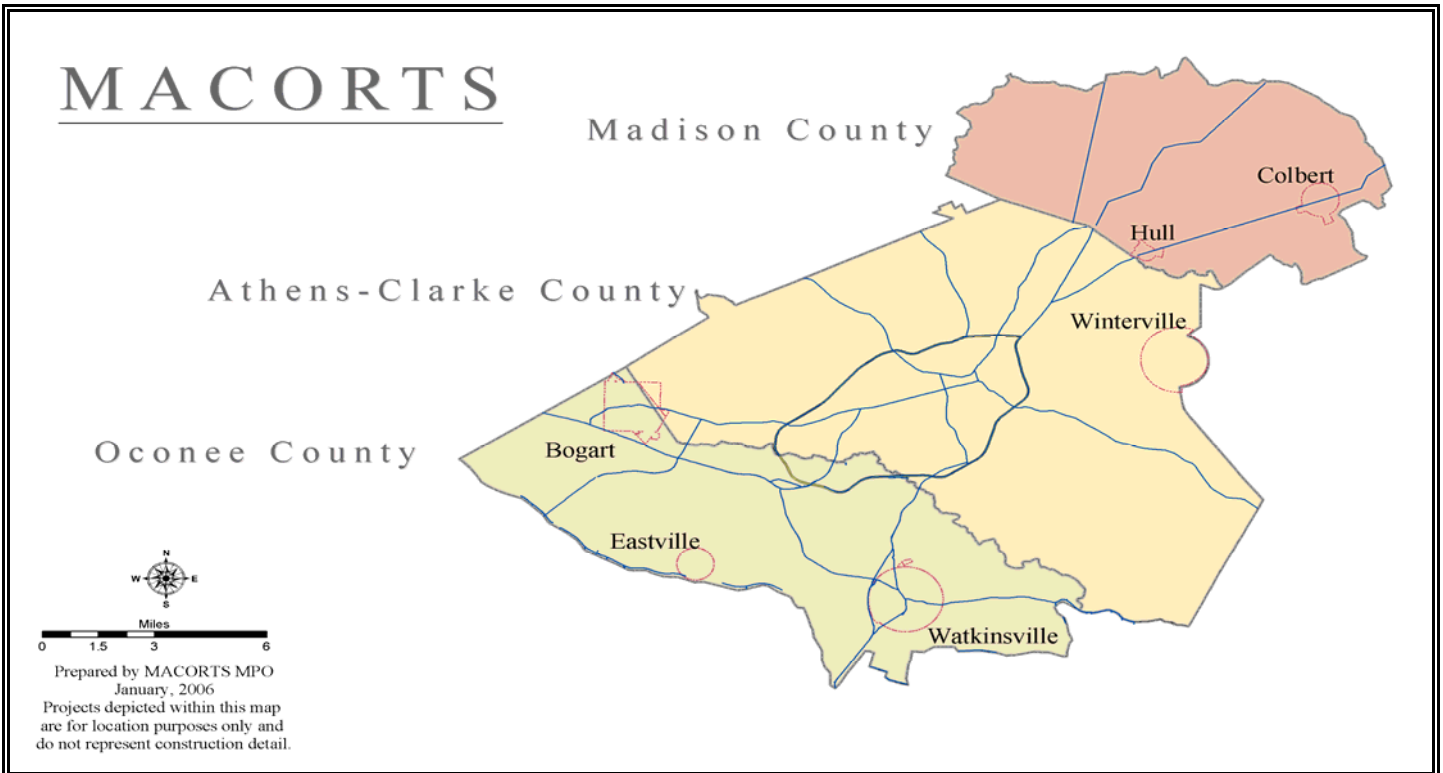 MACORTS
Madison County
Colbert
Hull
Athens-Clarke County
Winterville
Oconee County
Bogart
Eastville
Watkinsville
N
W E
S
Miles
0 1.5 3 6
Prepared by MACORTS MPO
January, 2006
Projects depicted within this map
are for location purposes only and
do not represent construction detail.